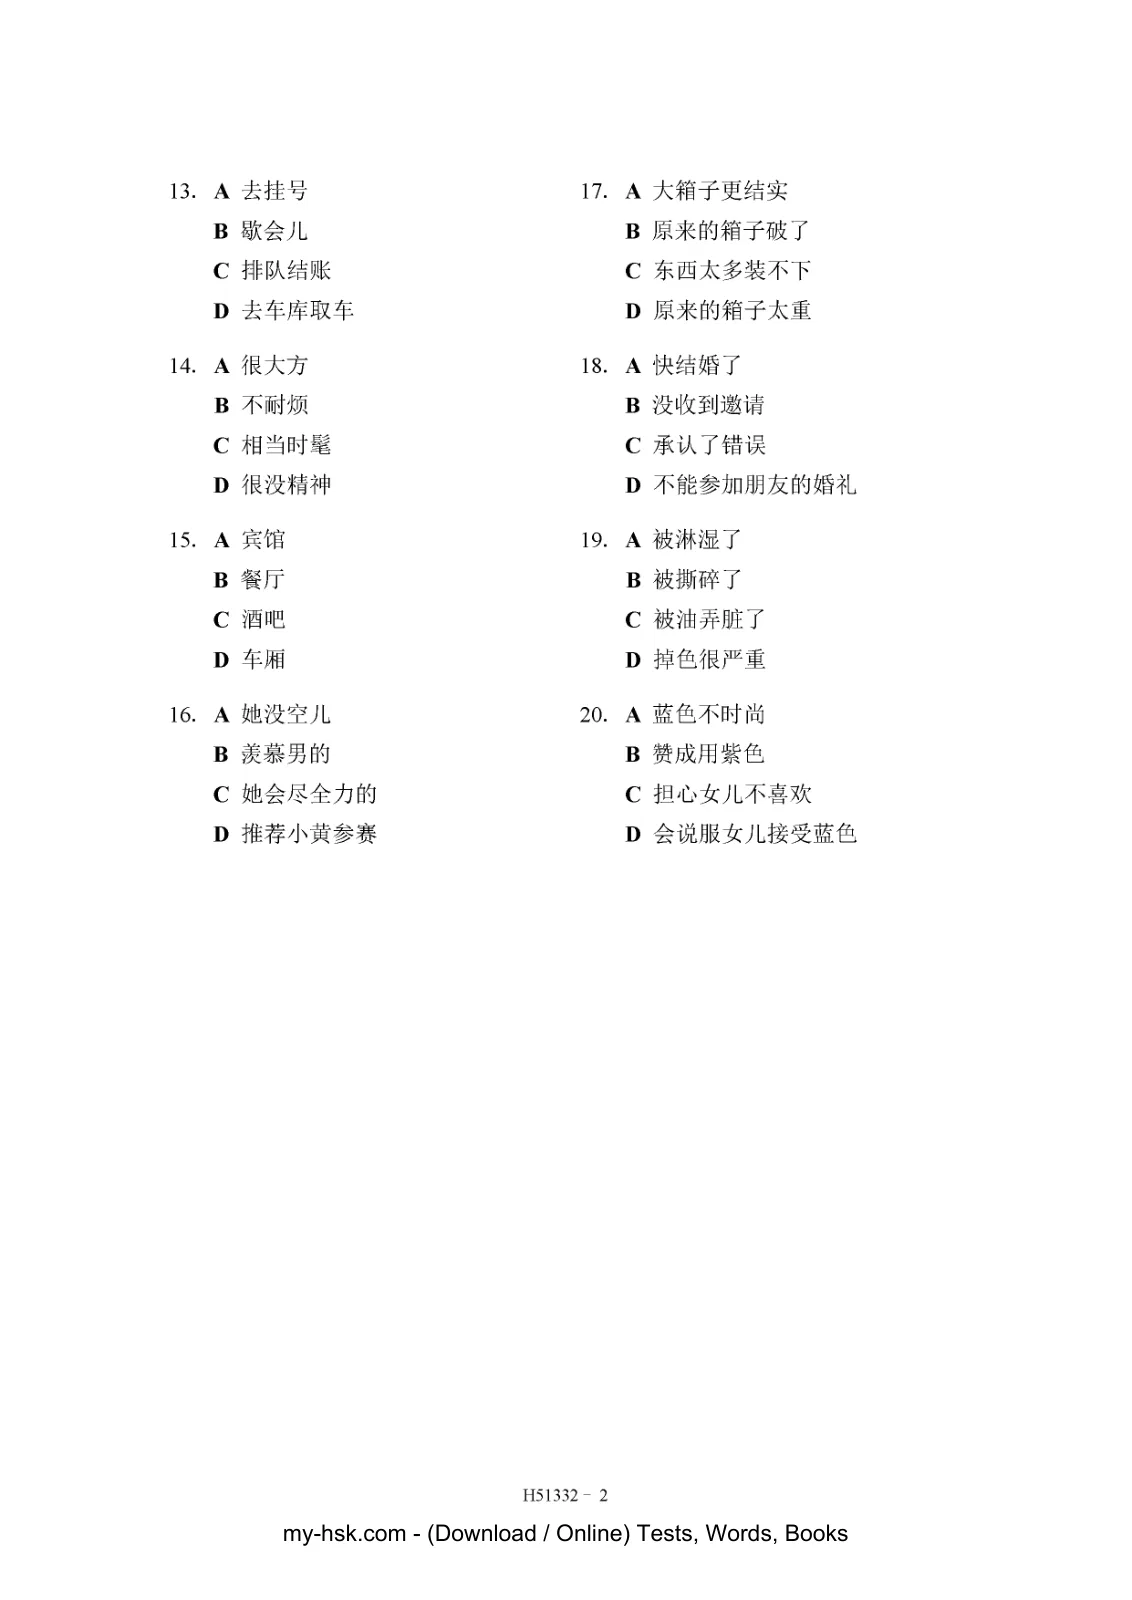 13. A 去挂号
B 歇会儿
C 排队结账
D 去车库取车
14. A 很大方
B 不耐烦
C 相当时髦
D 很没精神
15. A 宾馆
B 餐厅
C 酒吧
D 车厢
16. A 她没空儿
B 羡慕男的
C 她会尽全力的
D 推荐小黄参赛
17. A 大箱子更结实
B 原来的箱子破了
C 东西太多装不下
D 原来的箱子太重
18. A 快结婚了
B 没收到邀请
C 承认了错误
D 不能参加朋友的婚礼
19. A 被淋湿了
B 被撕碎了
C 被油弄脏了
D 掉色很严重
20. A 蓝色不时尚
B 赞成用紫色
C 担心女儿不喜欢
D 会说服女儿接受蓝色
H51332 - 2
my-hsk.com - (Download / Online) Tests, Words, Books